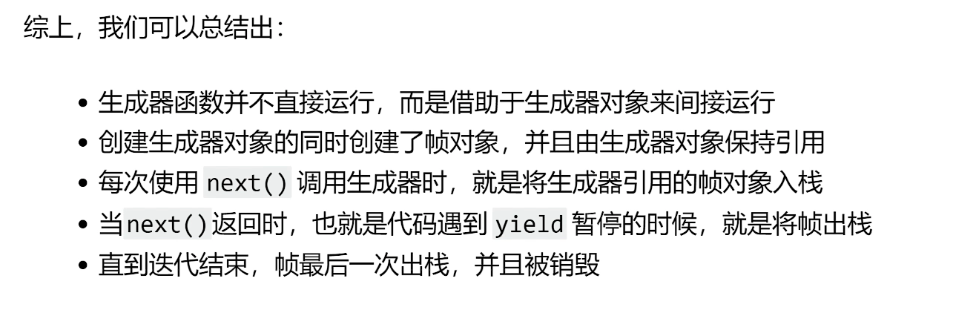 综上，我们可以总结出：
• 生成器函数并不直接运行，而是借助于生成器对象来间接运行
• 创建生成器对象的同时创建了帧对象，并且由生成器对象保持引用
• 每次使用 next() 调用生成器时，就是将生成器引用的帧对象入栈
• 当next()返回时，也就是代码遇到 yield 暂停的时候，就是将帧出栈
• 直到迭代结束，帧最后一次出栈，并且被销毁